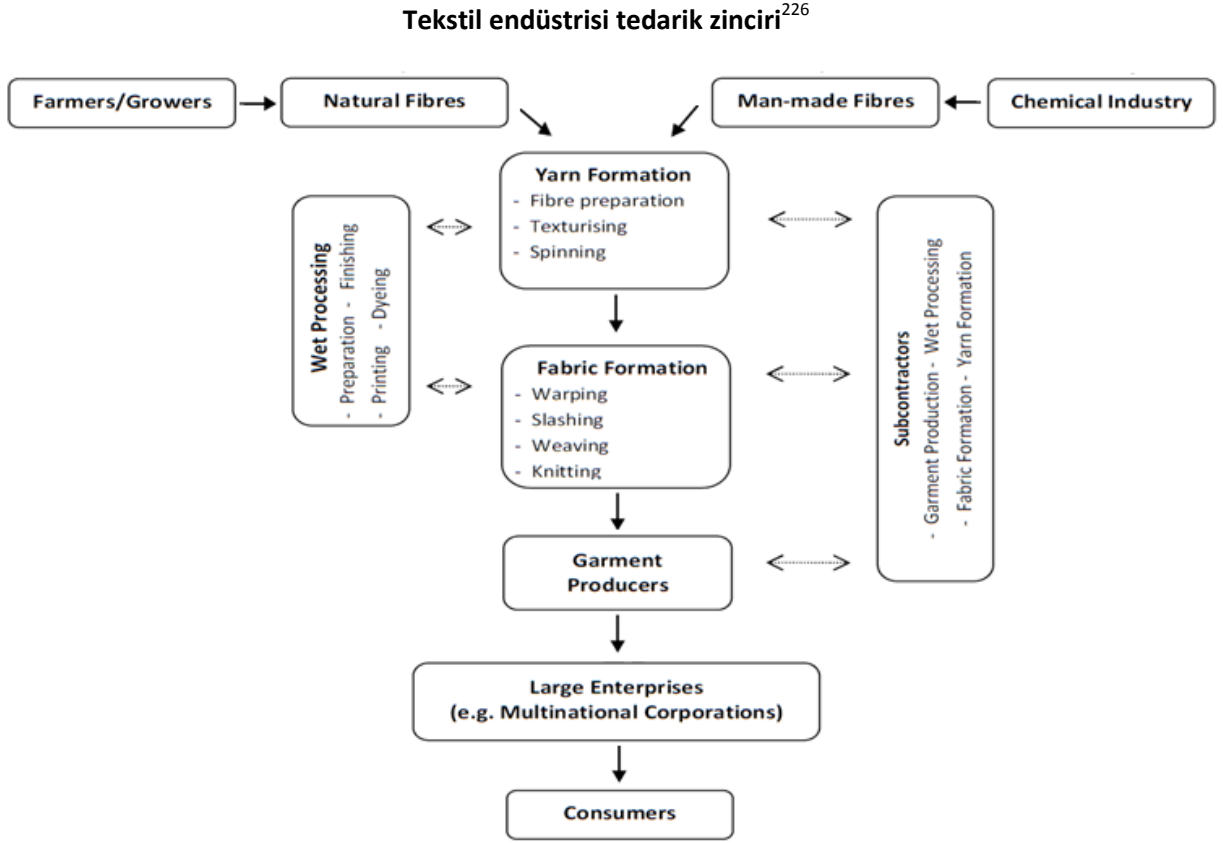 Tekstil endüstrisi tedarik zinciri226
Farmers/Growers
Natural Fibres
Man-made Fibres
Chemical Industry
Yarn Formation
- Fibre preparation
- Texturising
- Spinning
Wet Processing
- Preparation - Finishing
- Printing - Dyeing
Subcontractors
- Garment Production - Wet Processing
- Fabric Formation - Yarn Formation
Fabric Formation
- Warping
- Slashing
- Weaving
- Knitting
Garment
Producers
Large Enterprises
(e.g. Multinational Corporations)
Consumers